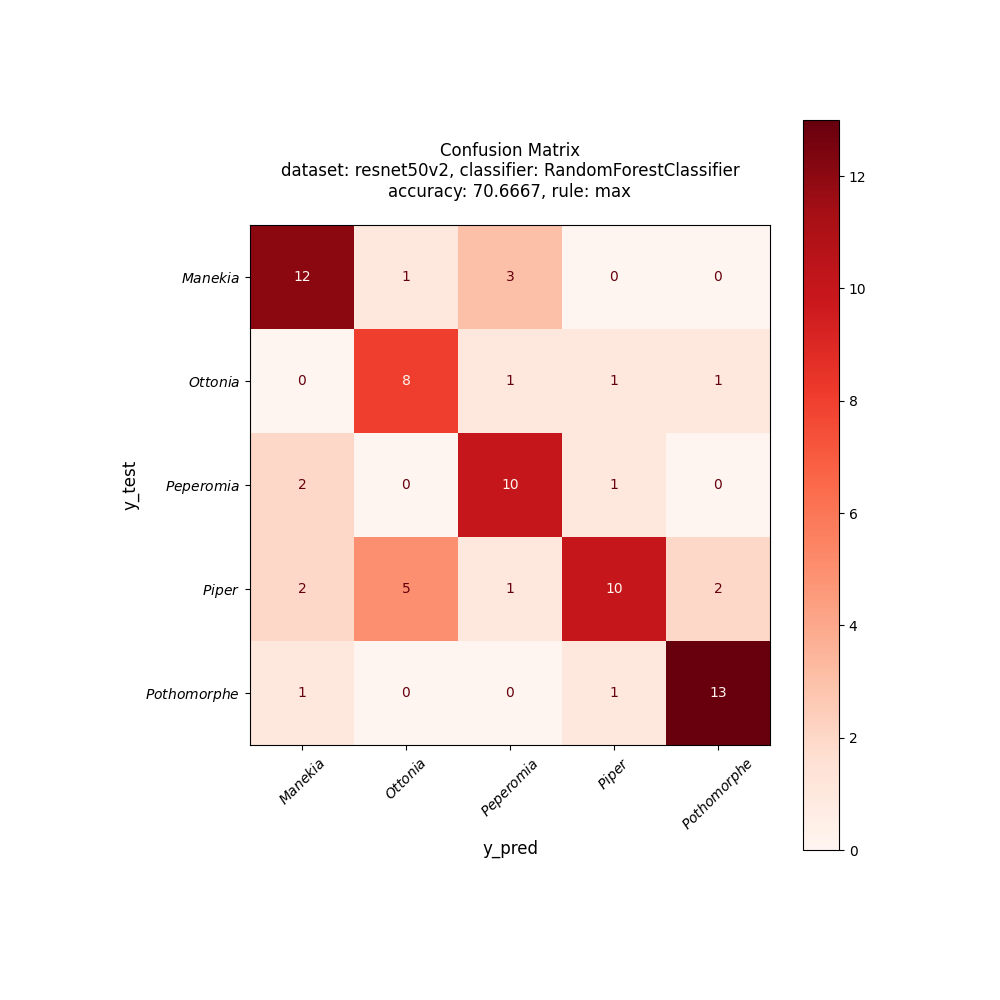 Confusion Matrix
dataset: resnet50v2, classifier: RandomForestClassifier
accuracy: 70.6667, rule: max
y_test
Manekia 12 1 3 0 0
Ottonia 0 8 1 1 1
Peperomia 2 0 10 1 0
Piper 2 5 1 10 2
Pothomorphe 1 0 0 1 13
Manekia Ottonia Peperomia Piper Pothomorphe
y_pred
12
10
8
6
4
2
0